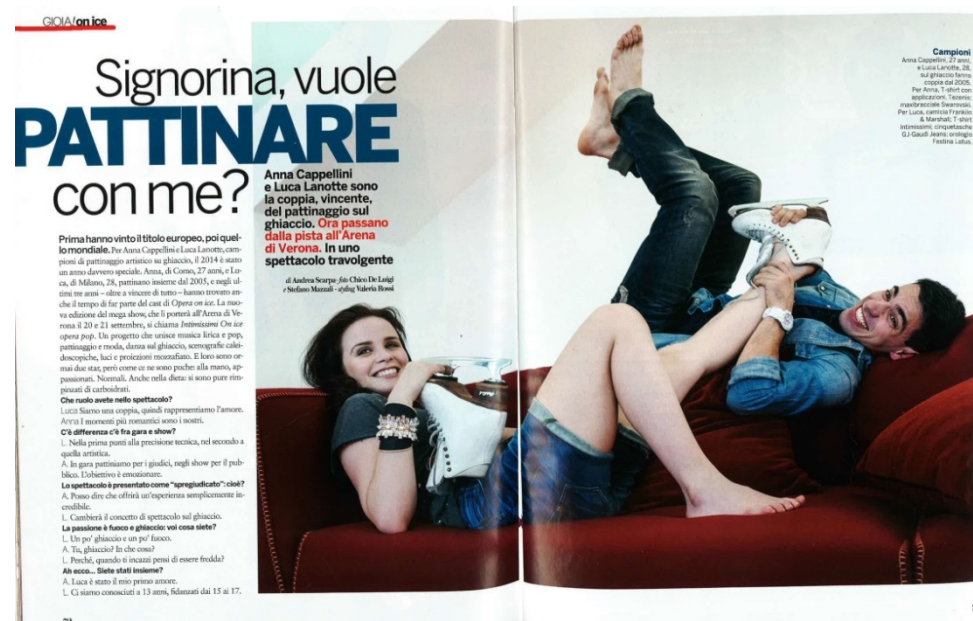 GIOIA! on ice
Signorina, vuole
PATTINARE
con me?
Anna Cappellini
e Luca Lanotte sono
la coppia, vincente,
del pattinaggio sul
ghiaccio. Ora passano
dalla pista all'Arena
di Verona. In uno
spettacolo travolgente
di Andrea Scarpa foto Chico De Luigi
e Stefano Mazzali - styling Valeria Rossi
Prima hanno vinto il titolo europeo, poi quel-
lo mondiale. Per Anna Cappellini e Luca Lanotte, cam-
pioni di pattinaggio artistico su ghiaccio, il 2014 è stato
un anno davvero speciale. Anna, di Como, 27 anni, e Lu-
ca, di Milano, 28, pattinano insieme dal 2005, e negli ul-
timi tre anni – oltre a vincere di tutto – hanno trovato an-
che il tempo di far parte del cast di Opera on ice. La nuo-
va edizione del mega show, che li porterà all'Arena di Ve-
rona il 20 e 21 settembre, si chiama Intimissimi On ice
opera pop. Un progetto che unisce musica lirica e pop,
pattinaggio e moda, danza sul ghiaccio, scenografie calei-
doscopiche, luci e proiezioni mozzafiato. E loro sono or-
mai due star, però come ce ne sono poche: alla mano, ap-
passionati. Normali. Anche nella dieta: si sono pure rim-
pinzati di carboidrati.
Che ruolo avete nello spettacolo?
Luca Siamo una coppia, quindi rappresentiamo l'amore.
Anna I momenti più romantici sono i nostri.
C'è differenza c'è fra gara e show?
L. Nella prima punti alla precisione tecnica, nel secondo a
quella artistica.
A. In gara pattiniamo per i giudici, negli show per il pub-
blico. L'obiettivo è emozionare.
Lo spettacolo è presentato come "spregiudicato": cioè?
A. Posso dire che offrirà un'esperienza semplicemente in-
credibile.
L. Cambierà il concetto di spettacolo sul ghiaccio.
La passione è fuoco e ghiaccio: voi cosa siete?
L. Un po' ghiaccio e un po' fuoco.
A. Tu, ghiaccio? In che cosa?
L. Perché, quando ti incazzi pensi di essere fredda?
Ah ecco... Siete stati insieme?
A. Luca è stato il mio primo amore.
L. Ci siamo conosciuti a 13 anni, fidanzati dai 15 ai 17.
Campioni
Anna Cappellini, 27 anni,
e Luca Lanotte, 28,
sul ghiaccio fanno
coppia dal 2005.
Per Anna, T-shirt con
applicazioni, Tezenis;
maxibracciale Swarovski.
Per Luca, camicia Franklin
& Marshall; T-shirt
Intimissimi; cinquetasche
GJ-Gaudì Jeans; orologio
Festina Lotus.